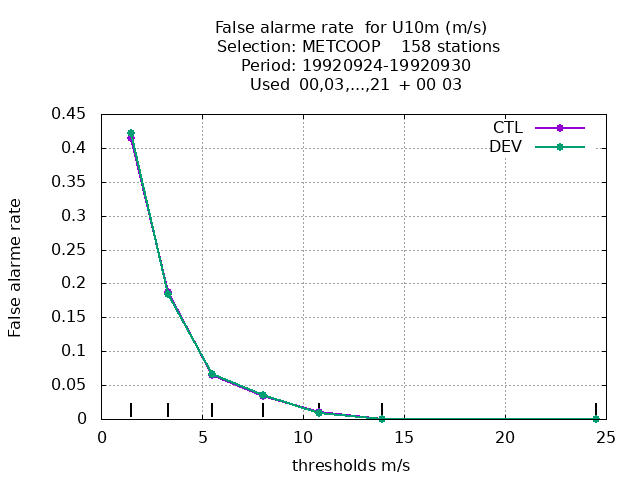 False alarme rate  for U10m (m/s)
Selection: METCOOP    158 stations
Period: 19920924-19920930
Used  00,03,...,21  + 00 03
CTL
DEV
0.45
0.4
0.35
0.3
0.25
0.2
0.15
0.1
0.05
0
False alarme rate
0 5 10 15 20 25
thresholds m/s